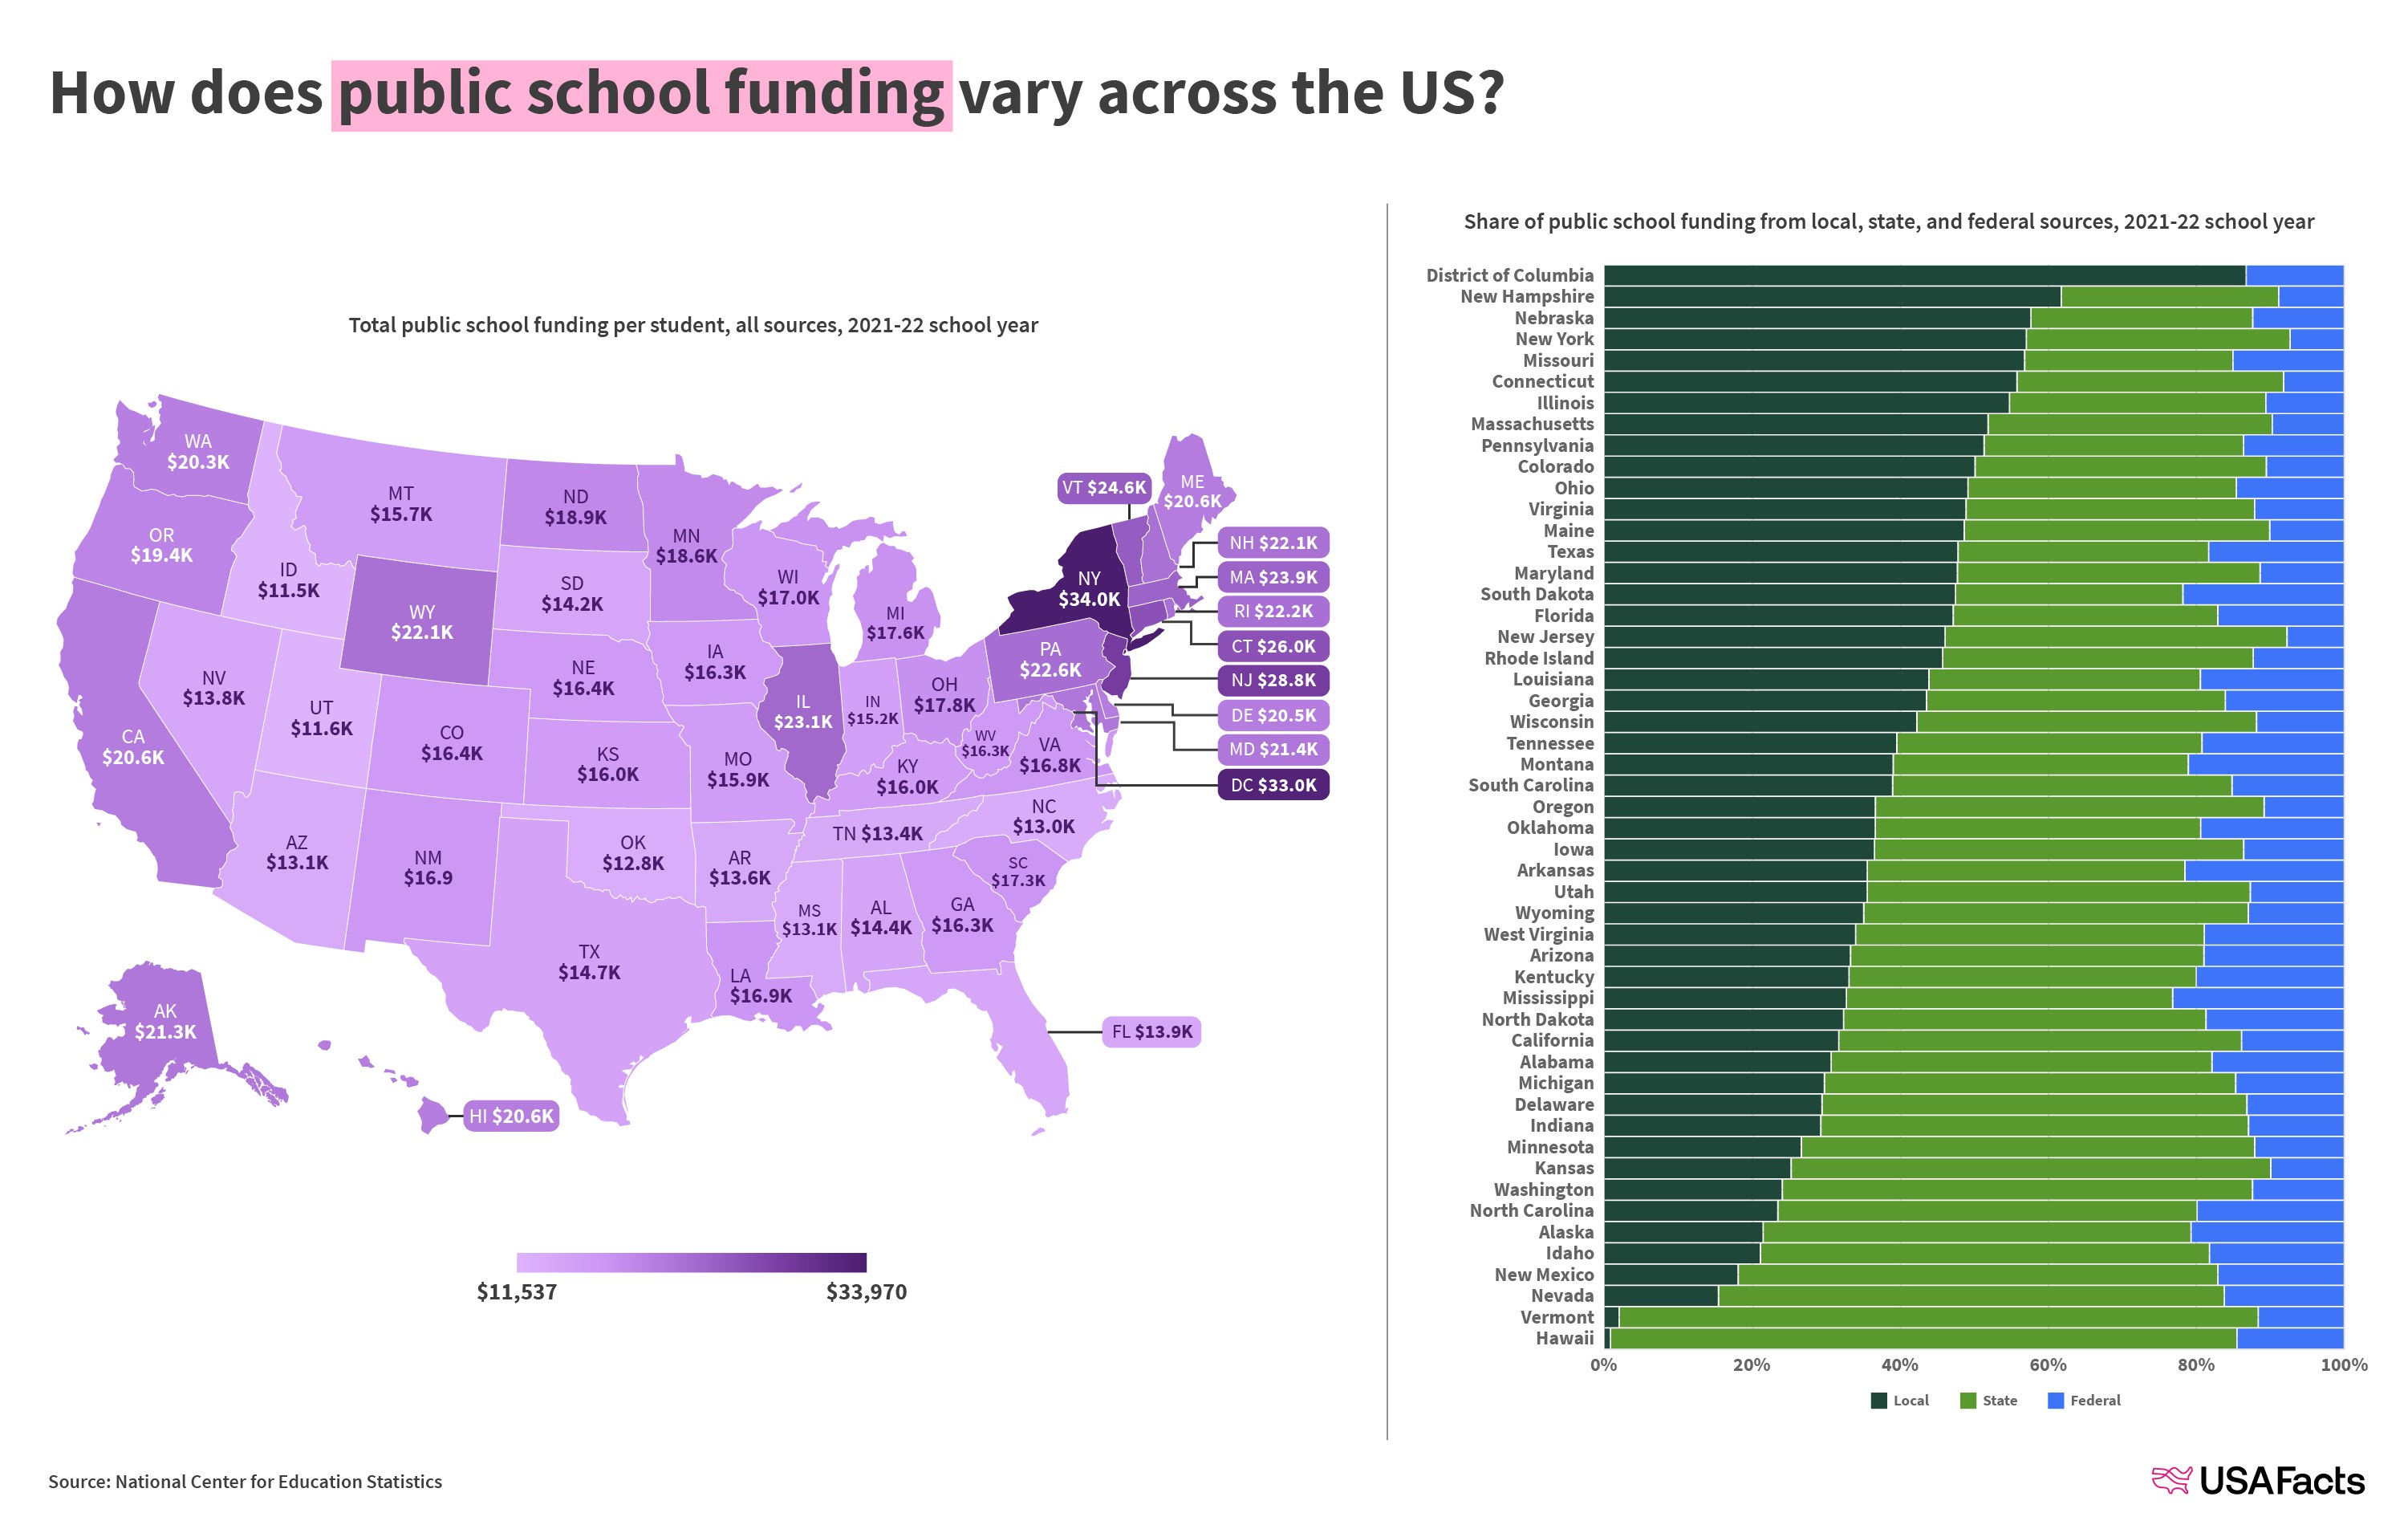 How does public school funding vary across the US?
Total public school funding per student, all sources, 2021-22 school year
WA
$20.3K
OR
$19.4K
CA
$20.6K
ID
$11.5K
NV
$13.8K
MT
$15.7K
WY
$22.1K
UT
$11.6K
AZ
$13.1K
CO
$16.4K
NM
$16.9
ND
$18.9K
SD
$14.2K
NE
$16.4K
KS
$16.0K
OK
$12.8K
TX
$14.7K
MN
$18.6K
IA
$16.3K
MO
$15.9K
AR
$13.6K
LA
$16.9K
WI
$17.0K
IL
$23.1K
MI
$17.6K
IN
$15.2K
OH
$17.8K
KY
$16.0K
TN $13.4K
MS
$13.1K
AL
$14.4K
GA
$16.3K
SC
$17.3K
NC
$13.0K
WV
$16.3K
VA
$16.8K
PA
$22.6K
NY
$34.0K
VT $24.6K
ME
$20.6K
NH $22.1K
MA $23.9K
RI $22.2K
CT $26.0K
NJ $28.8K
DE $20.5K
MD $21.4K
DC $33.0K
FL $13.9K
AK
$21.3K
HI $20.6K
$11,537
$33,970
Share of public school funding from local, state, and federal sources, 2021-22 school year
District of Columbia
New Hampshire
Nebraska
New York
Missouri
Connecticut
Illinois
Massachusetts
Pennsylvania
Colorado
Ohio
Virginia
Maine
Texas
Maryland
South Dakota
Florida
New Jersey
Rhode Island
Louisiana
Georgia
Wisconsin
Tennessee
Montana
South Carolina
Oregon
Oklahoma
Iowa
Arkansas
Utah
Wyoming
West Virginia
Arizona
Kentucky
Mississippi
North Dakota
California
Alabama
Michigan
Delaware
Indiana
Minnesota
Kansas
Washington
North Carolina
Alaska
Idaho
New Mexico
Nevada
Vermont
Hawaii
0% 20% 40% 60% 80% 100%
Local State Federal
Source: National Center for Education Statistics
USAFacts